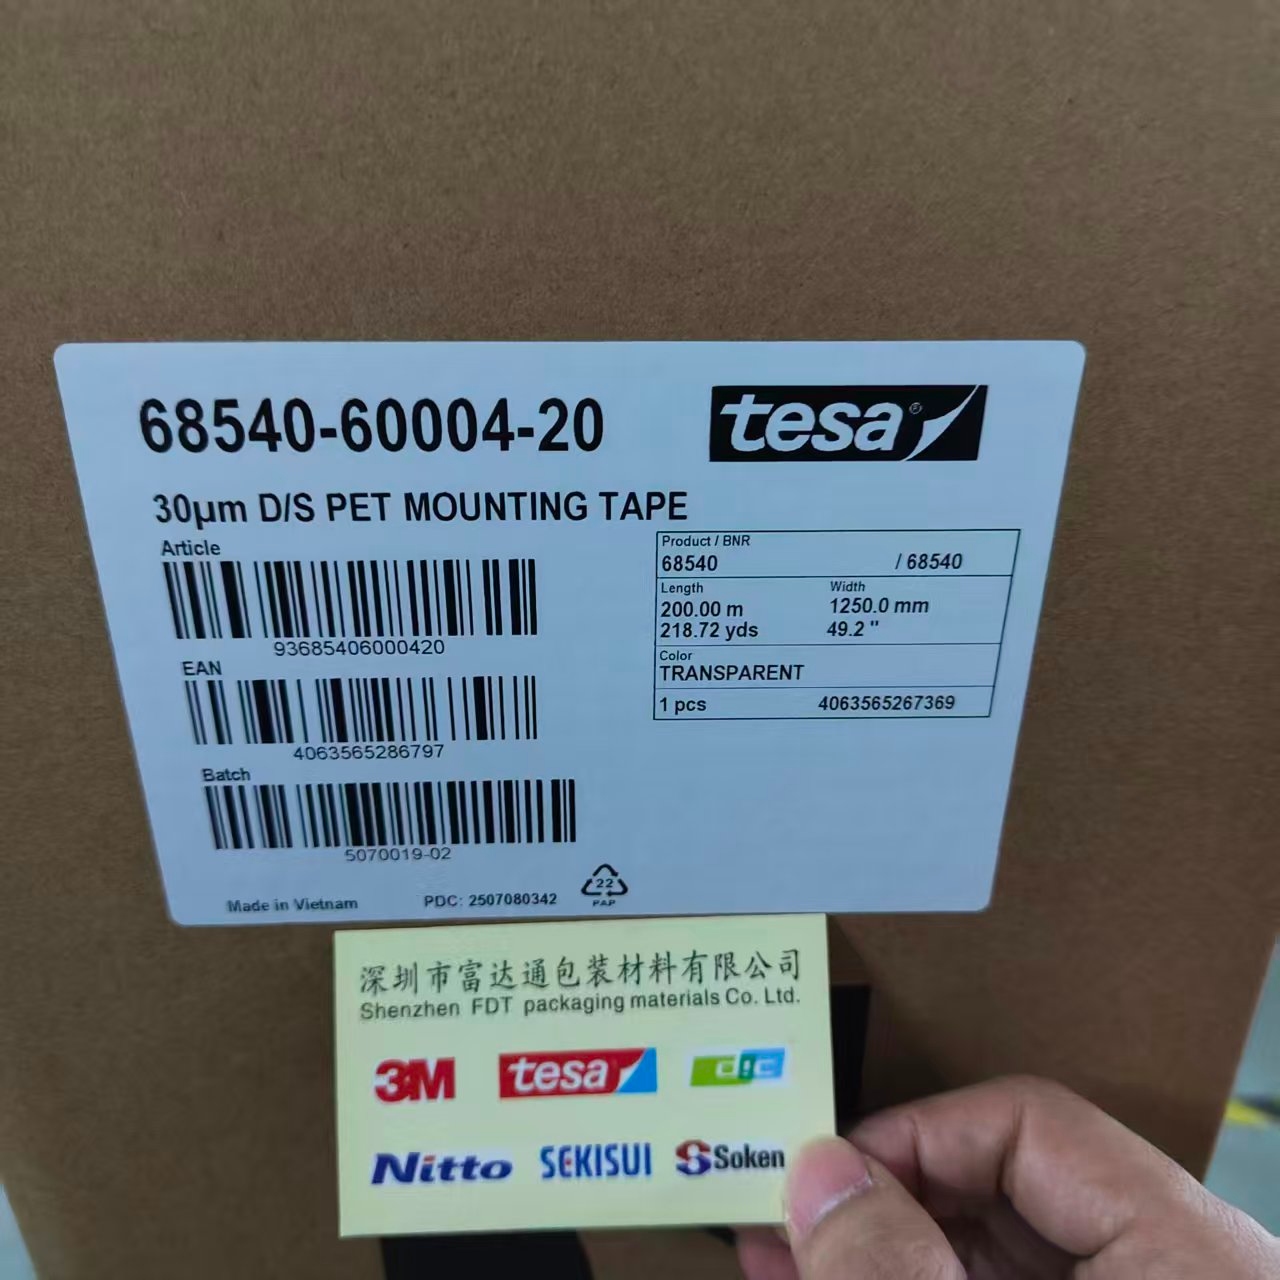 68540-60004-20
tesa®
30µm D/S PET MOUNTING TAPE
Article
93685406000420
EAN
4063565286797
Batch
5070019-02
Product / BNR
68540 / 68540
Length Width
200.00 m 1250.0 mm
218.72 yds 49.2 "
Color
TRANSPARENT
1 pcs 4063565267369
Made in Vietnam PDC: 2507080342
22
PAP
深圳市富达通包装材料有限公司
Shenzhen FDT packaging materials Co. Ltd.
3M tesa dic
Nitto SEKISUI Soken